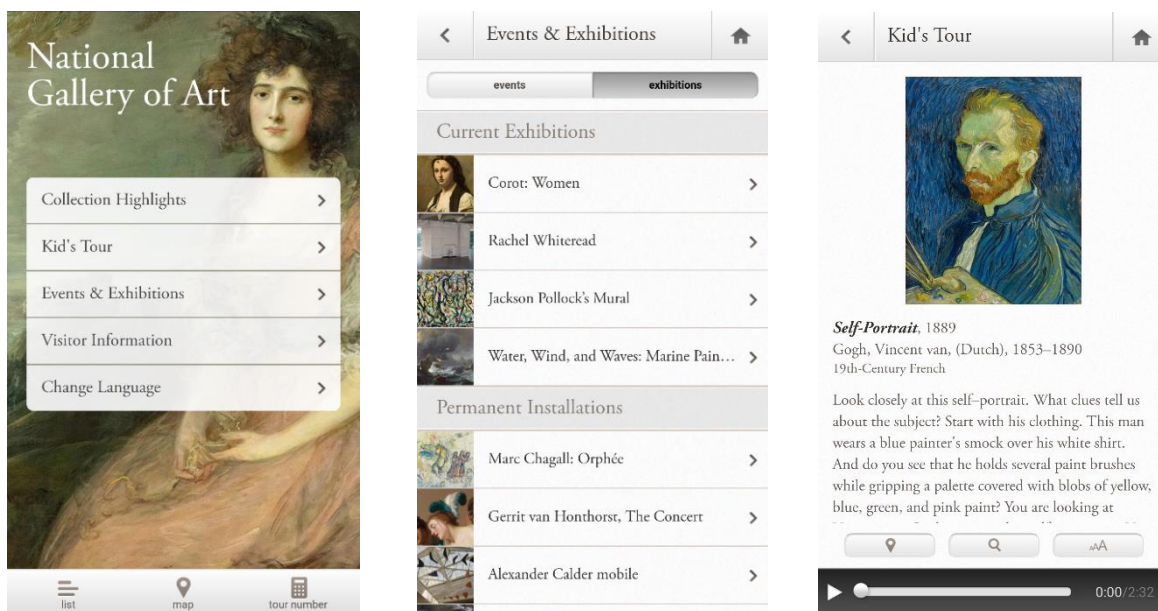 National
Gallery of Art
Collection Highlights
Kid's Tour
Events & Exhibitions
Visitor Information
Change Language
list
map
tour number
Events & Exhibitions
events
exhibitions
Current Exhibitions
Corot: Women
Rachel Whiteread
Jackson Pollock's Mural
Water, Wind, and Waves: Marine Pain...
Permanent Installations
Marc Chagall: Orphée
Gerrit van Honthorst, The Concert
Alexander Calder mobile
Kid's Tour
Self-Portrait, 1889
Gogh, Vincent van, (Dutch), 1853–1890
19th-Century French
Look closely at this self–portrait. What clues tell us
about the subject? Start with his clothing. This man
wears a blue painter's smock over his white shirt.
And do you see that he holds several paint brushes
while gripping a palette covered with blobs of yellow,
blue, green, and pink paint? You are looking at
AAA
0:00/2:32